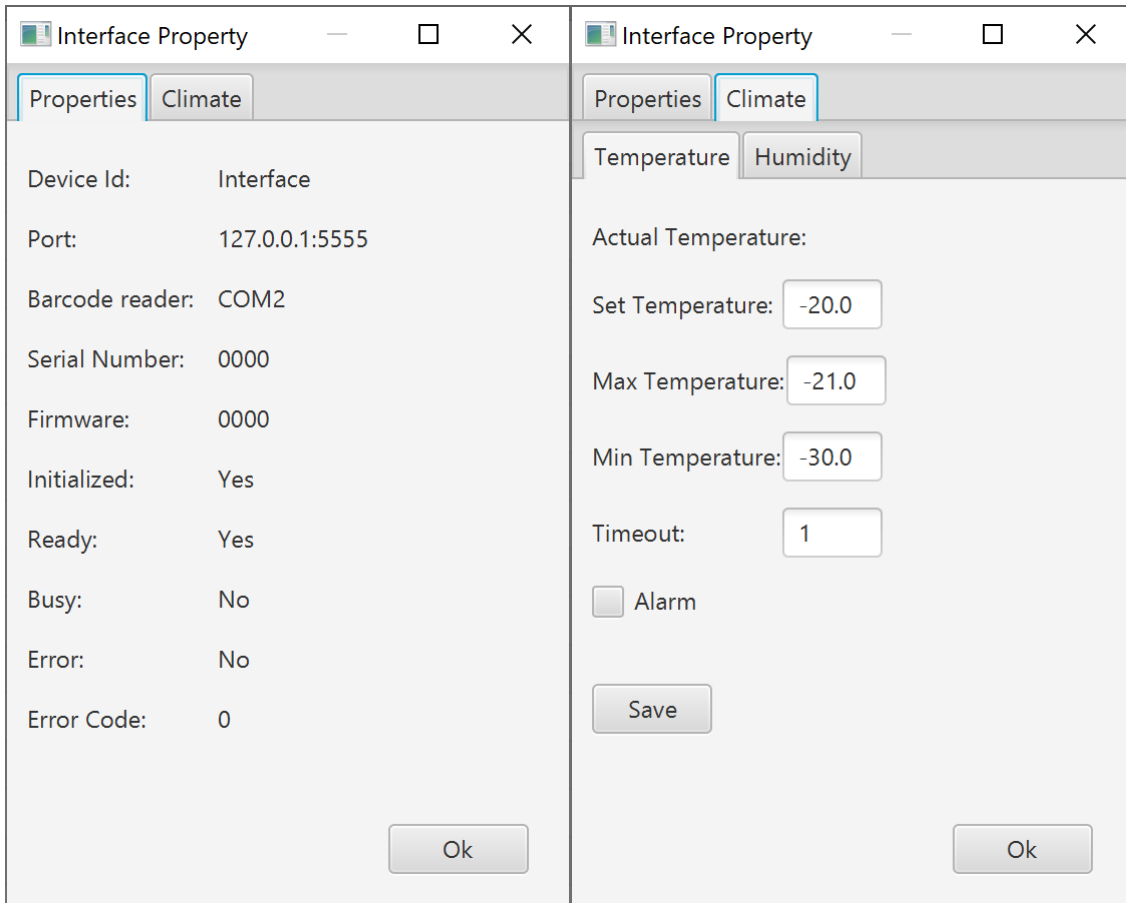 Interface Property
Properties Climate
Device Id: Interface
Port: 127.0.0.1:5555
Barcode reader: COM2
Serial Number: 0000
Firmware: 0000
Initialized: Yes
Ready: Yes
Busy: No
Error: No
Error Code: 0
Ok
Interface Property
Properties Climate
Temperature Humidity
Actual Temperature:
Set Temperature: -20.0
Max Temperature: -21.0
Min Temperature: -30.0
Timeout: 1
Alarm
Save
Ok